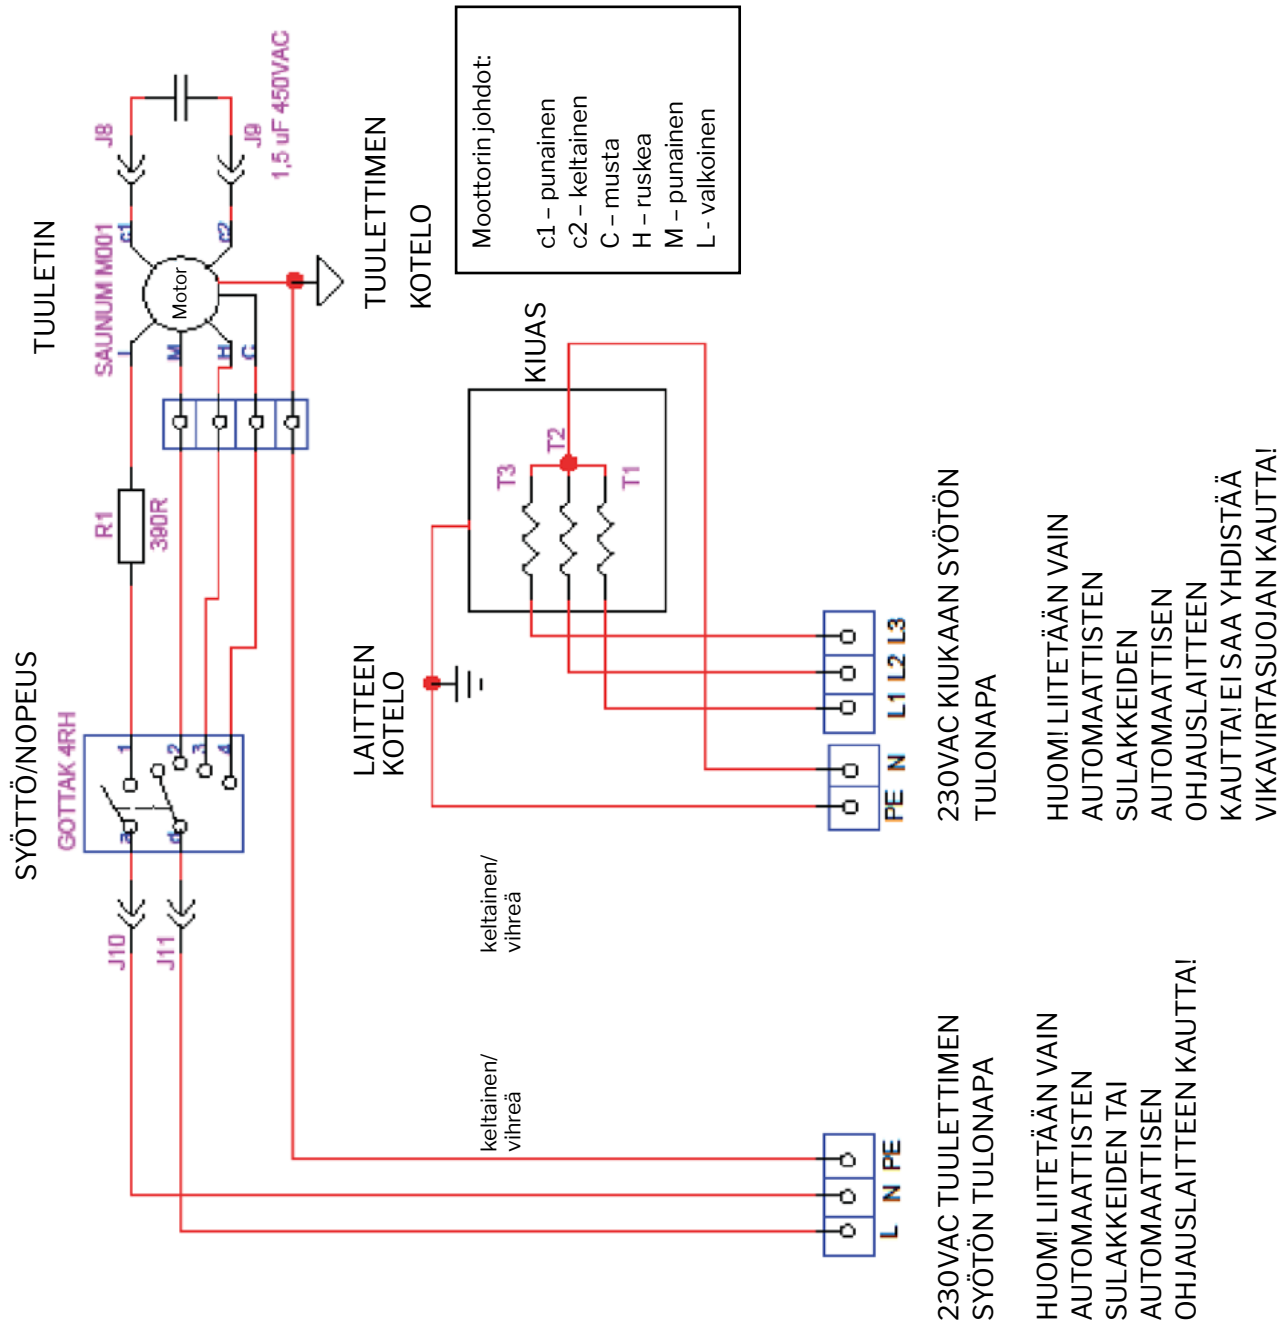 SYÖTTÖ/NOPEUS
GOTTAK 4RH
J10
J11
a
d
1
2
3
4
R1
390R
TUULETIN
SAUNUM M001
L
M
H
C
Motor
c1
c2
J8
J9
1,5 uF 450VAC
TUULETTIMEN
KOTELO
Moottorin johdot:
c1 – punainen
c2 – keltainen
C – musta
H – ruskea
M – punainen
L - valkoinen
KIUAS
T3
T2
T1
LAITTEEN
KOTELO
keltainen/
vihreä
keltainen/
vihreä
L N PE
PE N
L1 L2 L3
230VAC TUULETTIMEN
SYÖTÖN TULONAPA
HUOM! LIITETÄÄN VAIN
AUTOMAATTISTEN
SULAKKEIDEN TAI
AUTOMAATTISEN
OHJAUSLAITTEEN KAUTTA!
230VAC KIUKAAN SYÖTÖN
TULONAPA
HUOM! LIITETÄÄN VAIN
AUTOMAATTISTEN
SULAKKEIDEN
AUTOMAATTISEN
OHJAUSLAITTEEN
KAUTTA! EI SAA YHDISTÄÄ
VIKAVIRTASUOJAN KAUTTA!